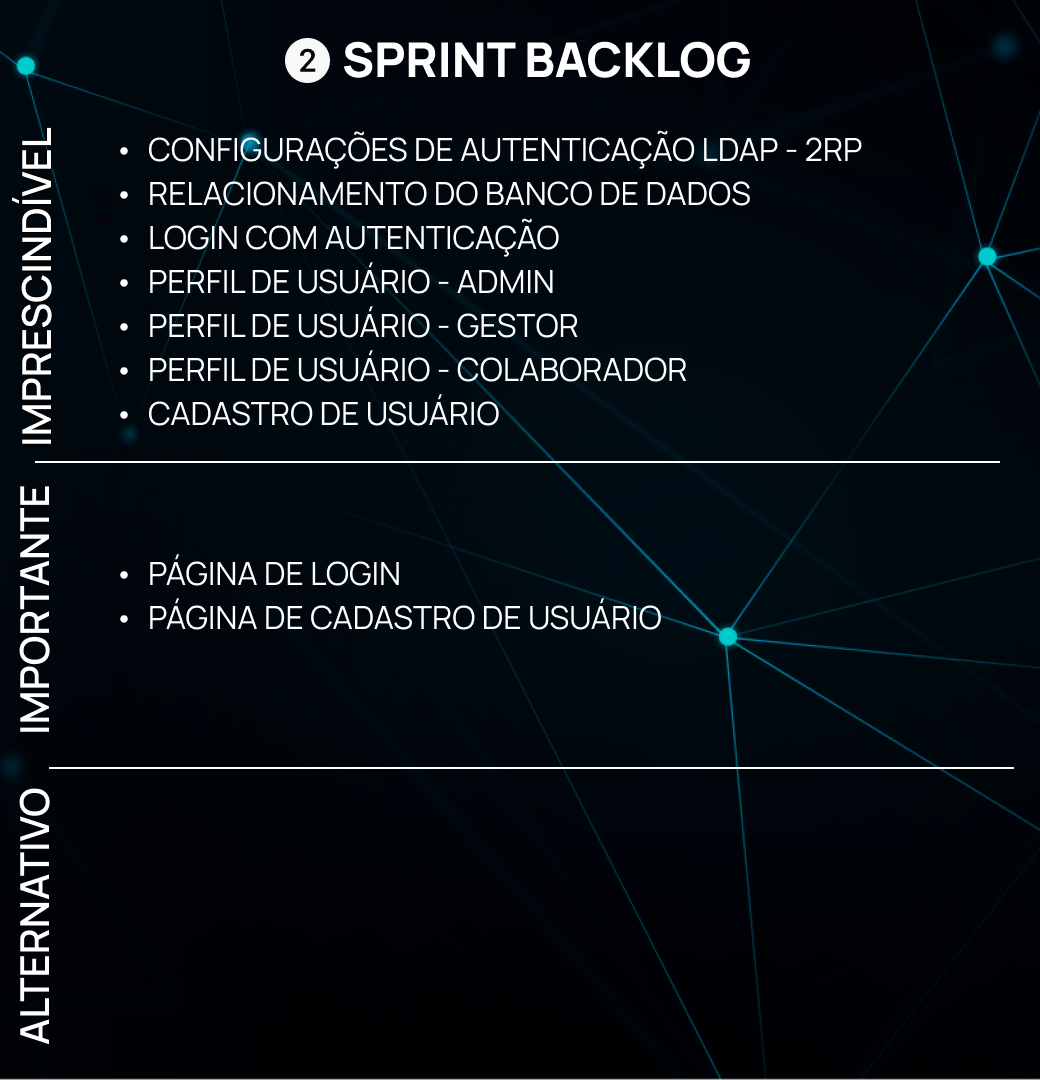 2 SPRINT BACKLOG
IMPRESCINDÍVEL
• CONFIGURAÇÕES DE AUTENTICAÇÃO LDAP - 2RP
• RELACIONAMENTO DO BANCO DE DADOS
• LOGIN COM AUTENTICAÇÃO
• PERFIL DE USUÁRIO - ADMIN
• PERFIL DE USUÁRIO - GESTOR
• PERFIL DE USUÁRIO - COLABORADOR
• CADASTRO DE USUÁRIO
IMPORTANTE
• PÁGINA DE LOGIN
• PÁGINA DE CADASTRO DE USUÁRIO
ALTERNATIVO